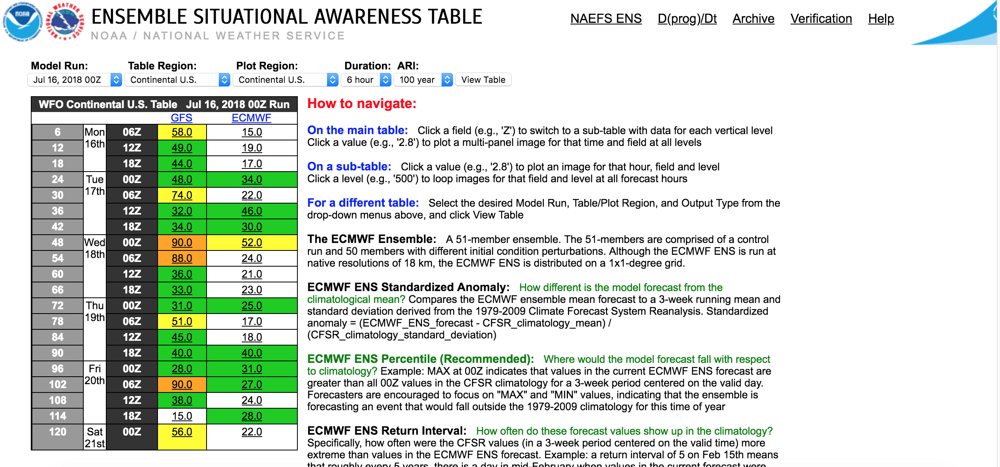 NOAA
WEATHER SERVICE
NATIONAL
ENSEMBLE SITUATIONAL AWARENESS TABLE
NOAA / NATIONAL WEATHER SERVICE
NAEFS ENS D(prog)/Dt Archive Verification Help
Model Run: Table Region: Plot Region: Duration: ARI:
Jul 16, 2018 00Z Continental U.S. Continental U.S. 6 hour 100 year View Table
WFO Continental U.S. Table Jul 16, 2018 00Z Run
GFS ECMWF
6 Mon 16th 06Z 58.0 15.0
12 12Z 49.0 19.0
18 18Z 44.0 17.0
24 Tue 17th 00Z 48.0 34.0
30 06Z 74.0 22.0
36 12Z 32.0 46.0
42 18Z 34.0 30.0
48 Wed 18th 00Z 90.0 52.0
54 06Z 88.0 24.0
60 12Z 36.0 21.0
66 18Z 33.0 23.0
72 Thu 19th 00Z 31.0 25.0
78 06Z 51.0 17.0
84 12Z 45.0 18.0
90 18Z 40.0 40.0
96 Fri 20th 00Z 28.0 31.0
102 06Z 90.0 27.0
108 12Z 38.0 24.0
114 18Z 15.0 28.0
120 Sat 21st 00Z 56.0 22.0
How to navigate:
On the main table: Click a field (e.g., 'Z') to switch to a sub-table with data for each vertical level
Click a value (e.g., '2.8') to plot a multi-panel image for that time and field at all levels
On a sub-table: Click a value (e.g., '2.8') to plot an image for that hour, field and level
Click a level (e.g., '500') to loop images for that field and level at all forecast hours
For a different table: Select the desired Model Run, Table/Plot Region, and Output Type from the
drop-down menus above, and click View Table
The ECMWF Ensemble: A 51-member ensemble. The 51-members are comprised of a control
run and 50 members with different initial condition perturbations. Although the ECMWF ENS is run at
native resolutions of 18 km, the ECMWF ENS is distributed on a 1x1-degree grid.
ECMWF ENS Standardized Anomaly: How different is the model forecast from the
climatological mean? Compares the ECMWF ensemble mean forecast to a 3-week running mean and
standard deviation derived from the 1979-2009 Climate Forecast System Reanalysis. Standardized
anomaly = (ECMWF_ENS_forecast - CFSR_climatology_mean) /
(CFSR_climatology_standard_deviation)
ECMWF ENS Percentile (Recommended): Where would the model forecast fall with respect
to climatology? Example: MAX at 00Z indicates that values in the current ECMWF ENS forecast are
greater than all 00Z values in the CFSR climatology for a 3-week period centered on the valid day.
Forecasters are encouraged to focus on "MAX" and "MIN" values, indicating that the ensemble is
forecasting an event that would fall outside the 1979-2009 climatology for this time of year
ECMWF ENS Return Interval: How often do these forecast values show up in the climatology?
Specifically, how often were the CFSR values (in a 3-week period centered on the valid time) more
extreme than values in the ECMWF ENS forecast. Example: a return interval of 5 on Feb 15th means
that roughly every 5 years, there is a day in mid-February when values in the current forecast were